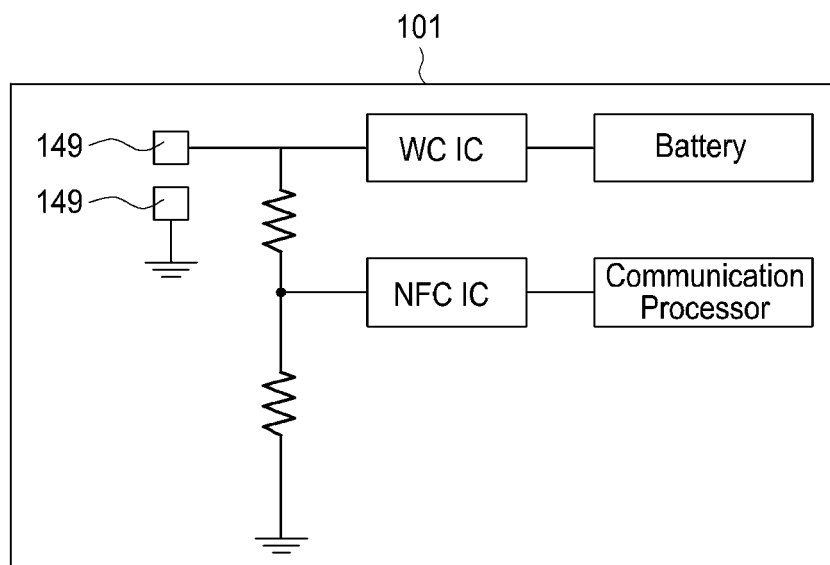 101
149
WC IC
Battery
149
NFC IC
Communication
Processor